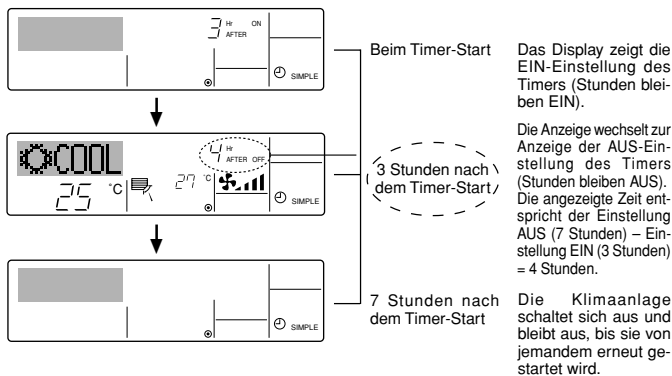 3 Hr ON
AFTER
SIMPLE
Beim Timer-Start
Das Display zeigt die
EIN-Einstellung des
Timers (Stunden blei-
ben EIN).
COOL
4 Hr
AFTER OFF
25 °C
27 °C
SIMPLE
3 Stunden nach
dem Timer-Start
Die Anzeige wechselt zur
Anzeige der AUS-Ein-
stellung des Timers
(Stunden bleiben AUS).
Die angezeigte Zeit ent-
spricht der Einstellung
AUS (7 Stunden) – Ein-
stellung EIN (3 Stunden)
= 4 Stunden.
SIMPLE
7 Stunden nach
dem Timer-Start
Die Klimaanlage
schaltet sich aus und
bleibt aus, bis sie von
jemandem erneut ge-
startet wird.